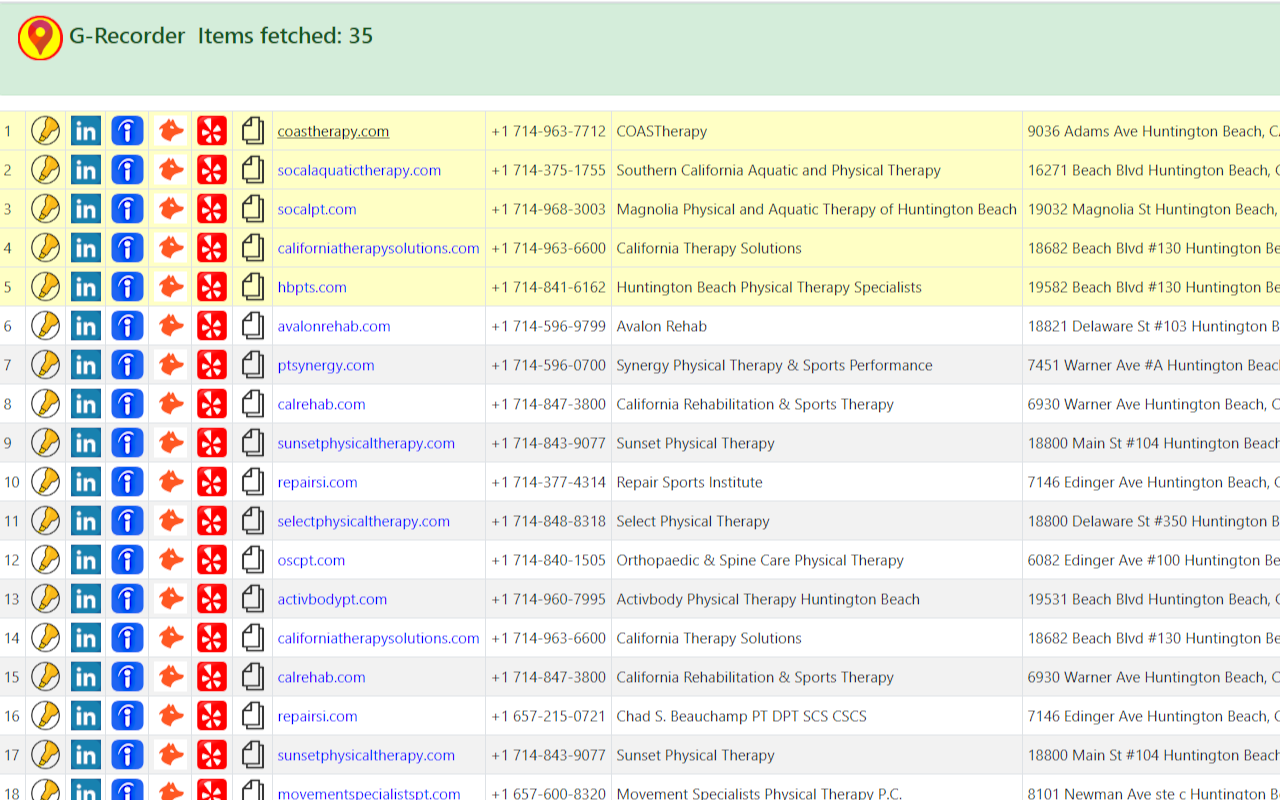 G-Recorder Items fetched: 35
1 in coastherapy.com +1 714-963-7712 COASTherapy 9036 Adams Ave Huntington Beach,
2 in socalaquatictherapy.com +1 714-375-1755 Southern California Aquatic and Physical Therapy 16271 Beach Blvd Huntington Beach,
3 in socalpt.com +1 714-968-3003 Magnolia Physical and Aquatic Therapy of Huntington Beach 19032 Magnolia St Huntington Beach,
4 in californiatherapysolutions.com +1 714-963-6600 California Therapy Solutions 18682 Beach Blvd #130 Huntington Be
5 in hbpts.com +1 714-841-6162 Huntington Beach Physical Therapy Specialists 19582 Beach Blvd #130 Huntington Be
6 in avalonrehab.com +1 714-596-9799 Avalon Rehab 18821 Delaware St #103 Huntington B
7 in ptsynergy.com +1 714-596-0700 Synergy Physical Therapy & Sports Performance 7451 Warner Ave #A Huntington Beac
8 in calrehab.com +1 714-847-3800 California Rehabilitation & Sports Therapy 6930 Warner Ave Huntington Beach, C
9 in sunsetphysicaltherapy.com +1 714-843-9077 Sunset Physical Therapy 18800 Main St #104 Huntington Beach
10 in repairsi.com +1 714-377-4314 Repair Sports Institute 7146 Edinger Ave Huntington Beach, C
11 in selectphysicaltherapy.com +1 714-848-8318 Select Physical Therapy 18800 Delaware St #350 Huntington B
12 in oscpt.com +1 714-840-1505 Orthopaedic & Spine Care Physical Therapy 6082 Edinger Ave #100 Huntington Be
13 in activbodypt.com +1 714-960-7995 Activbody Physical Therapy Huntington Beach 19531 Beach Blvd Huntington Beach, C
14 in californiatherapysolutions.com +1 714-963-6600 California Therapy Solutions 18682 Beach Blvd #130 Huntington Be
15 in calrehab.com +1 714-847-3800 California Rehabilitation & Sports Therapy 6930 Warner Ave Huntington Beach, C
16 in repairsi.com +1 657-215-0721 Chad S. Beauchamp PT DPT SCS CSCS 7146 Edinger Ave Huntington Beach, C
17 in sunsetphysicaltherapy.com +1 714-843-9077 Sunset Physical Therapy 18800 Main St #104 Huntington Beach
18 in movementspecialistspt.com +1 657-600-8320 Movement Specialists Physical Therapy P.C. 8101 Newman Ave ste c Huntington B